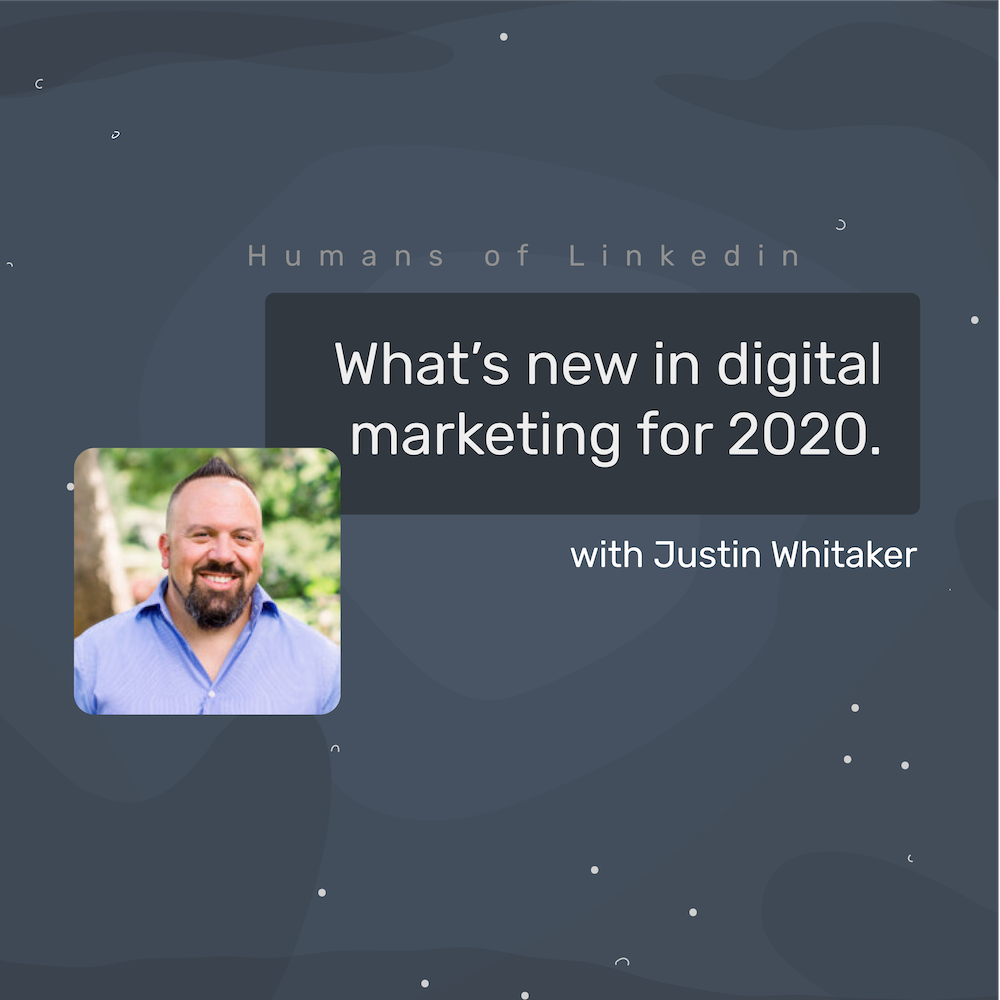 Humans of Linkedin
What’s new in digital
marketing for 2020.
with Justin Whitaker